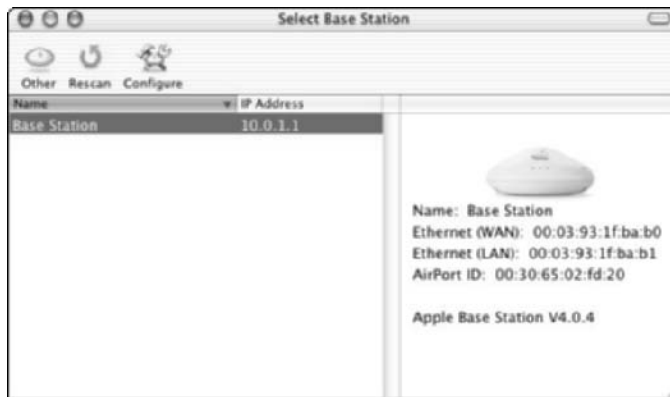 Select Base Station
Other Rescan Configure
Name IP Address
Base Station 10.0.1.1
Name: Base Station
Ethernet (WAN): 00:03:93:1f:ba:b0
Ethernet (LAN): 00:03:93:1f:ba:b1
AirPort ID: 00:30:65:02:fd:20
Apple Base Station V4.0.4